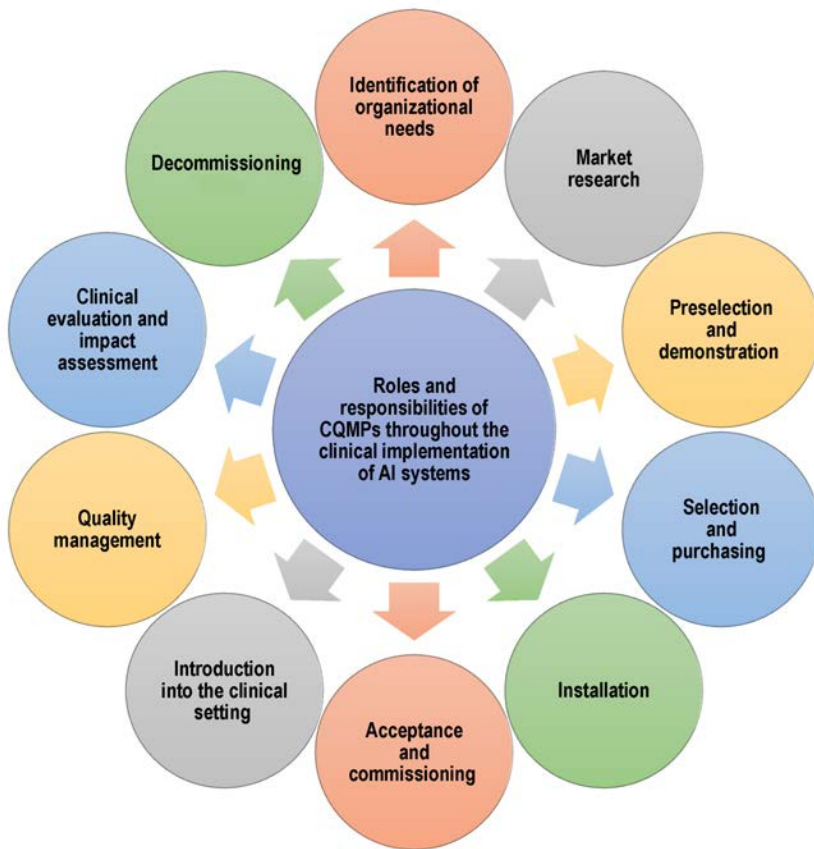 Identification of
organizational
needs
Market
research
Preselection
and
demonstration
Selection
and
purchasing
Installation
Acceptance
and
commissioning
Introduction
into the clinical
setting
Quality
management
Clinical
evaluation and
impact
assessment
Decommissioning
Roles and
responsibilities of
CQMPs throughout the
clinical implementation
of AI systems